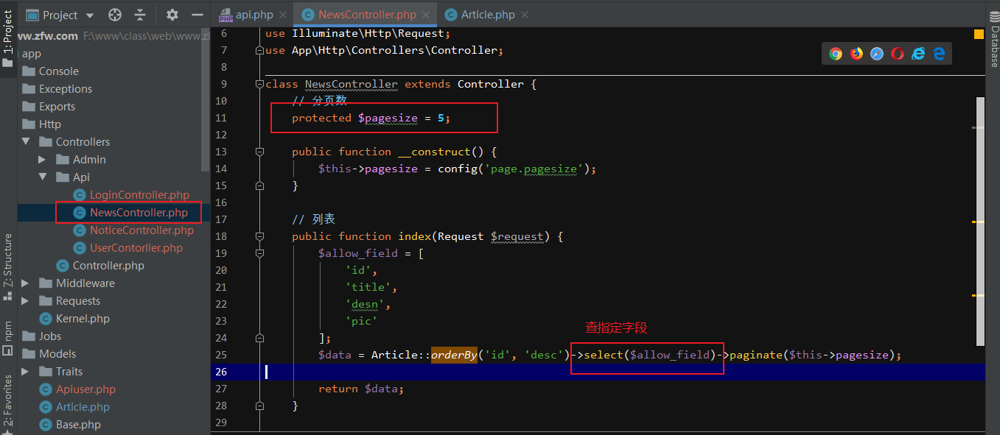 1: Project
Project
api.php
NewsController.php
Article.php
ww.zfw.com F:\www\class\web\www.z
app
Console
Exceptions
Exports
Http
Controllers
Admin
Api
LoginController.php
NewsController.php
NoticeController.php
UserContorller.php
Controller.php
Middleware
Requests
Kernel.php
Jobs
Models
Traits
Apiuser.php
Article.php
Base.php
Z: Structure
npm
2: Favorites
Database
6 use Illuminate\Http\Request;
7 use App\Http\Controllers\Controller;
8
9 class NewsController extends Controller {
10 // 分页数
11 protected $pagesize = 5;
12
13 public function __construct() {
14 $this->pagesize = config('page.pagesize');
15 }
16
17 // 列表
18 public function index(Request $request) {
19 $allow_field = [
20 'id',
21 'title',
22 'desn',
23 'pic'
查指定字段
24 ];
25 $data = Article::orderBy('id', 'desc')->select($allow_field)->paginate($this->pagesize);
26
27 return $data;
28 }
29